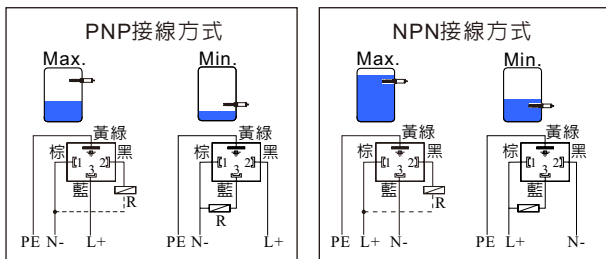 PNP接線方式
Max.
Min.
黃綠
棕 1 2 黑
3
藍
R
PE N- L+
黃綠
棕 1 2 黑
3
藍
R
PE N- L+
NPN接線方式
Max.
Min.
黃綠
棕 1 2 黑
3
藍
R
PE L+ N-
黃綠
棕 1 2 黑
3
藍
PE L+ N-